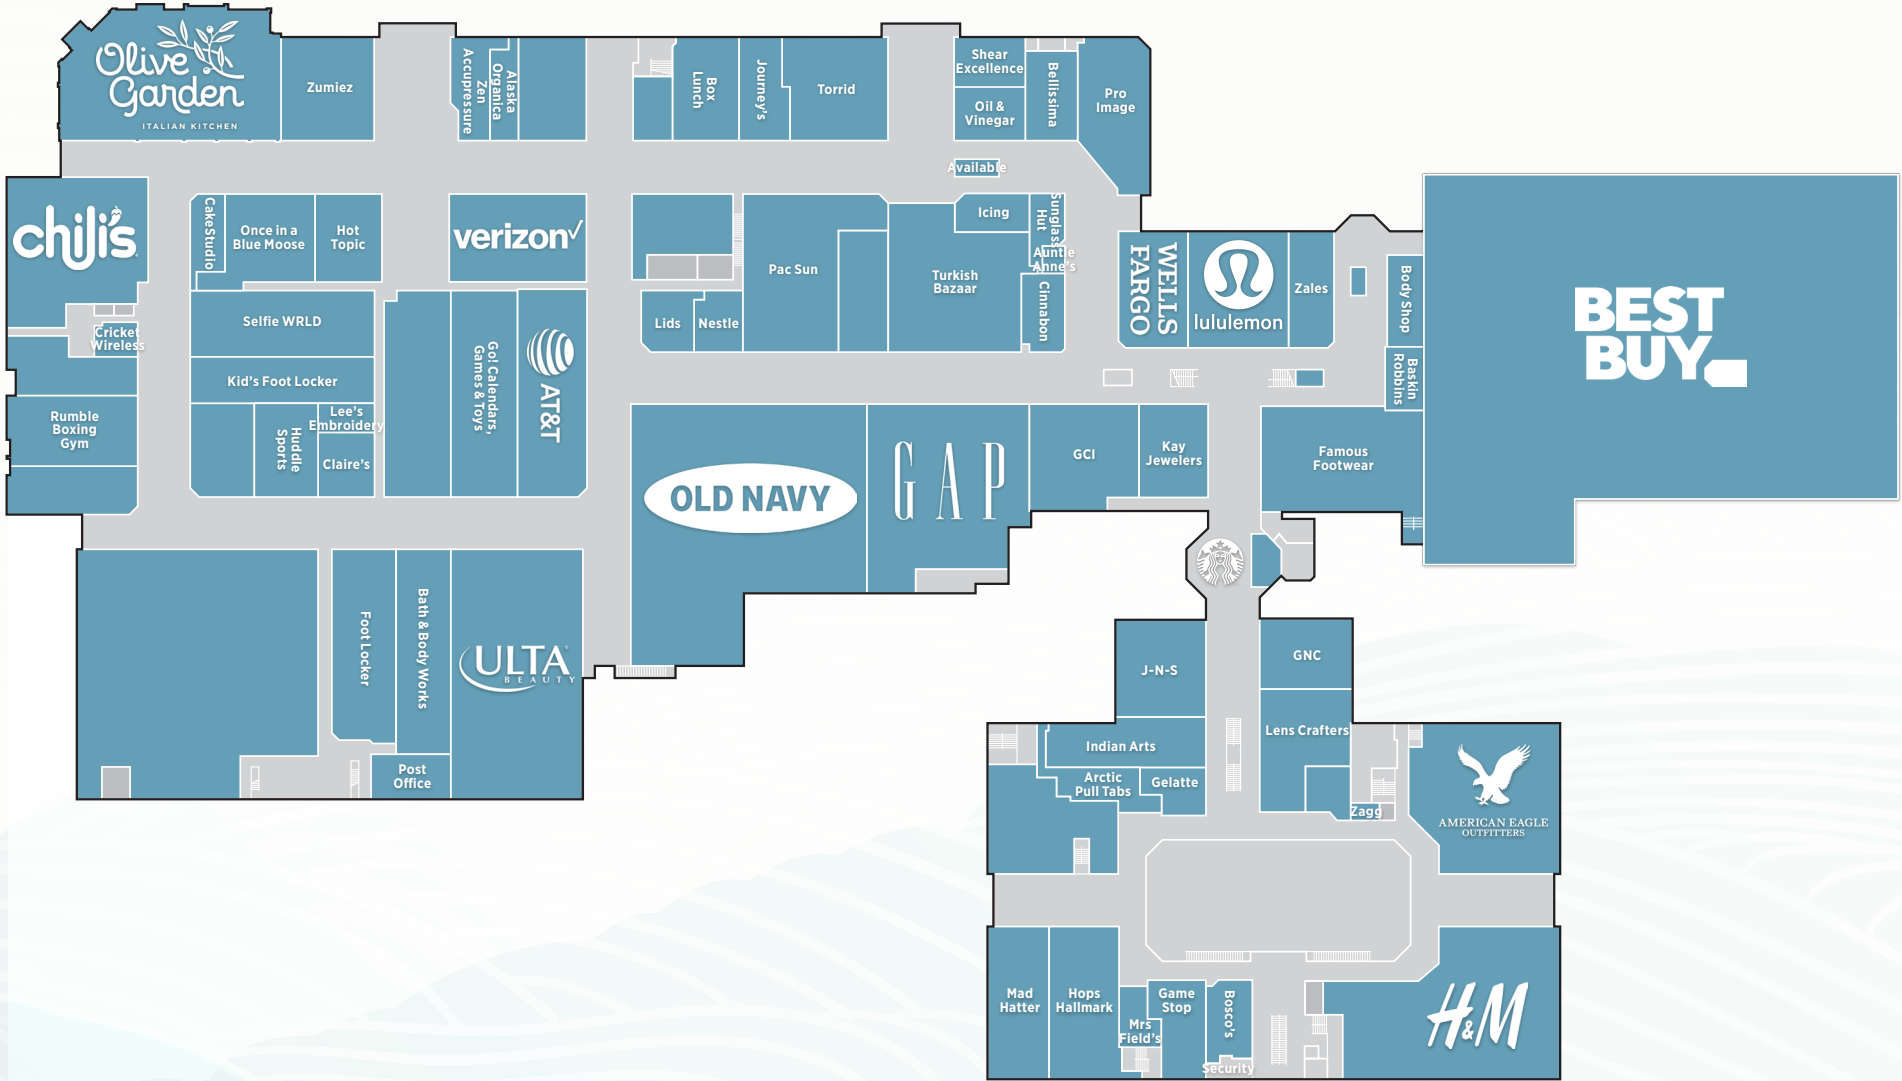 Olive
Garden
ITALIAN KITCHEN
Zumiez
Zen
Accupressure
Alaska
Organica
Box
Lunch
Journey's
Torrid
Shear
Excellence
Oil &
Vinegar
Bellissima
Pro
Image
Available
chili's
CakeStudio
Once in a
Blue Moose
Hot
Topic
verizon
Pac Sun
Turkish
Bazaar
Icing
Sunglass
Hut
Auntie
Anne's
Cinnabon
WELLS
FARGO
lululemon
Zales
Body Shop
BEST
BUY
Cricket
Wireless
Selfie WRLD
Kid's Foot Locker
Go! Calendars,
Games & Toys
AT&T
Lids
Nestle
Baskin
Robbins
Rumble
Boxing
Gym
Huddle
Sports
Lee's
Embroidery
Claire's
OLD NAVY
GAP
GCI
Kay
Jewelers
Famous
Footwear
Foot Locker
Bath & Body Works
ULTA
BEAUTY
Post
Office
J-N-S
GNC
Indian Arts
Lens Crafters
Arctic
Pull Tabs
Gelatte
Zagg
AMERICAN EAGLE
OUTFITTERS
Mad
Hatter
Hops
Hallmark
Mrs
Field's
Game
Stop
Bosco's
Security
H&M